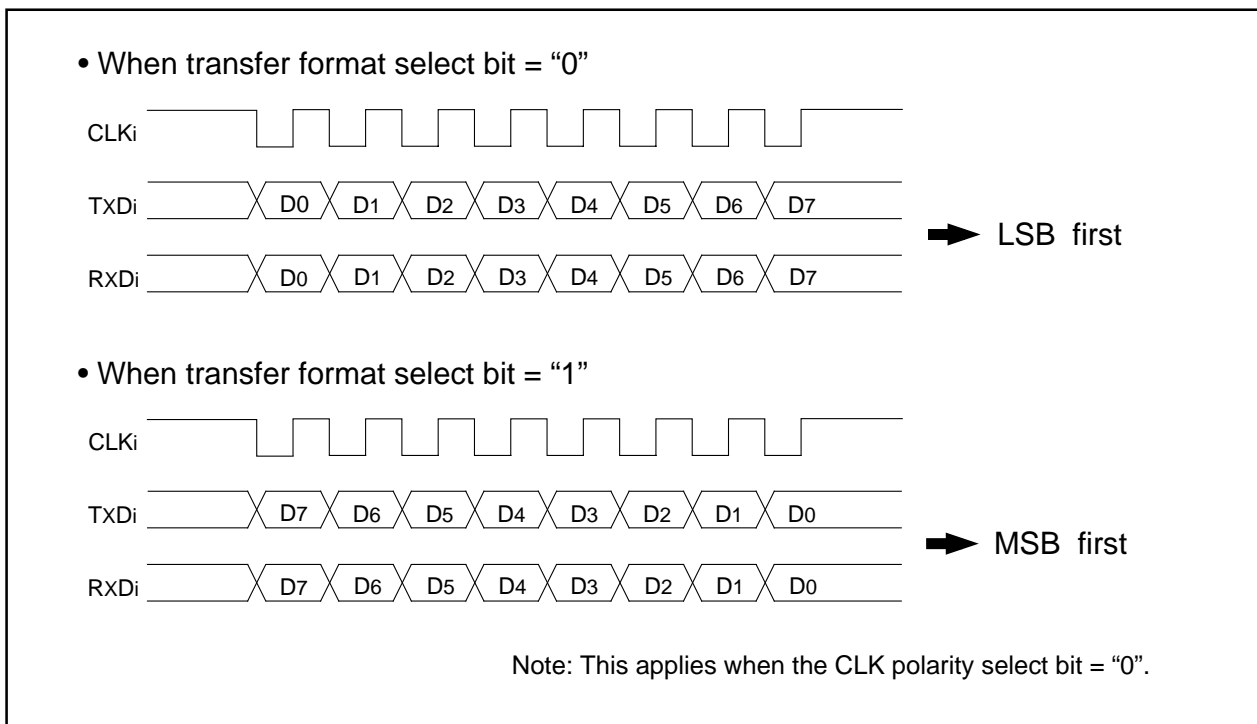 • When transfer format select bit = “0”
CLKi
TXDi D0 D1 D2 D3 D4 D5 D6 D7
RXDi D0 D1 D2 D3 D4 D5 D6 D7
LSB first
• When transfer format select bit = “1”
CLKi
TXDi D7 D6 D5 D4 D3 D2 D1 D0
RXDi D7 D6 D5 D4 D3 D2 D1 D0
MSB first
Note: This applies when the CLK polarity select bit = “0”.